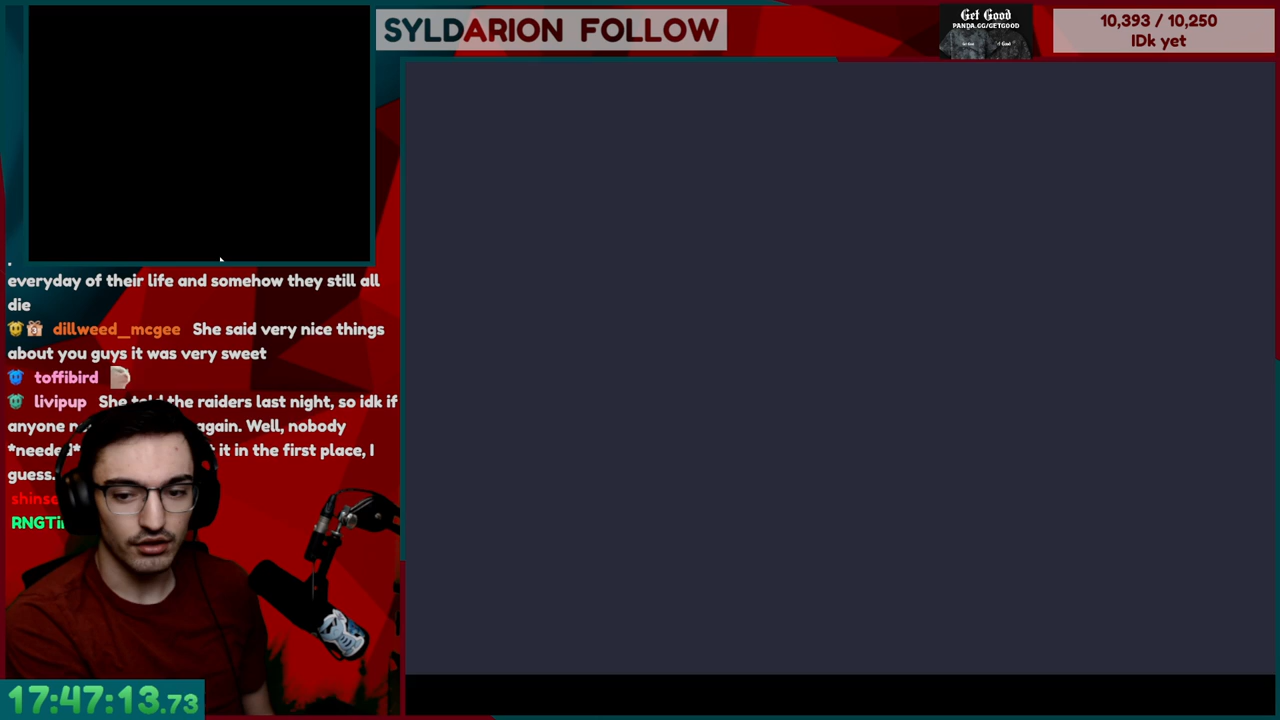 SYLDARION FOLLOW
Get Good
PANDA.GG/GETGOOD
10,393 / 10,250
IDk yet
everyday of their life and somehow they still all
die
dillweed_mcgee She said very nice things
about you guys it was very sweet
toffibird
livipup She told the raiders last night, so idk if
anyone again. Well, nobody
*needed* it in the first place, I
guess.
17:47:13.73